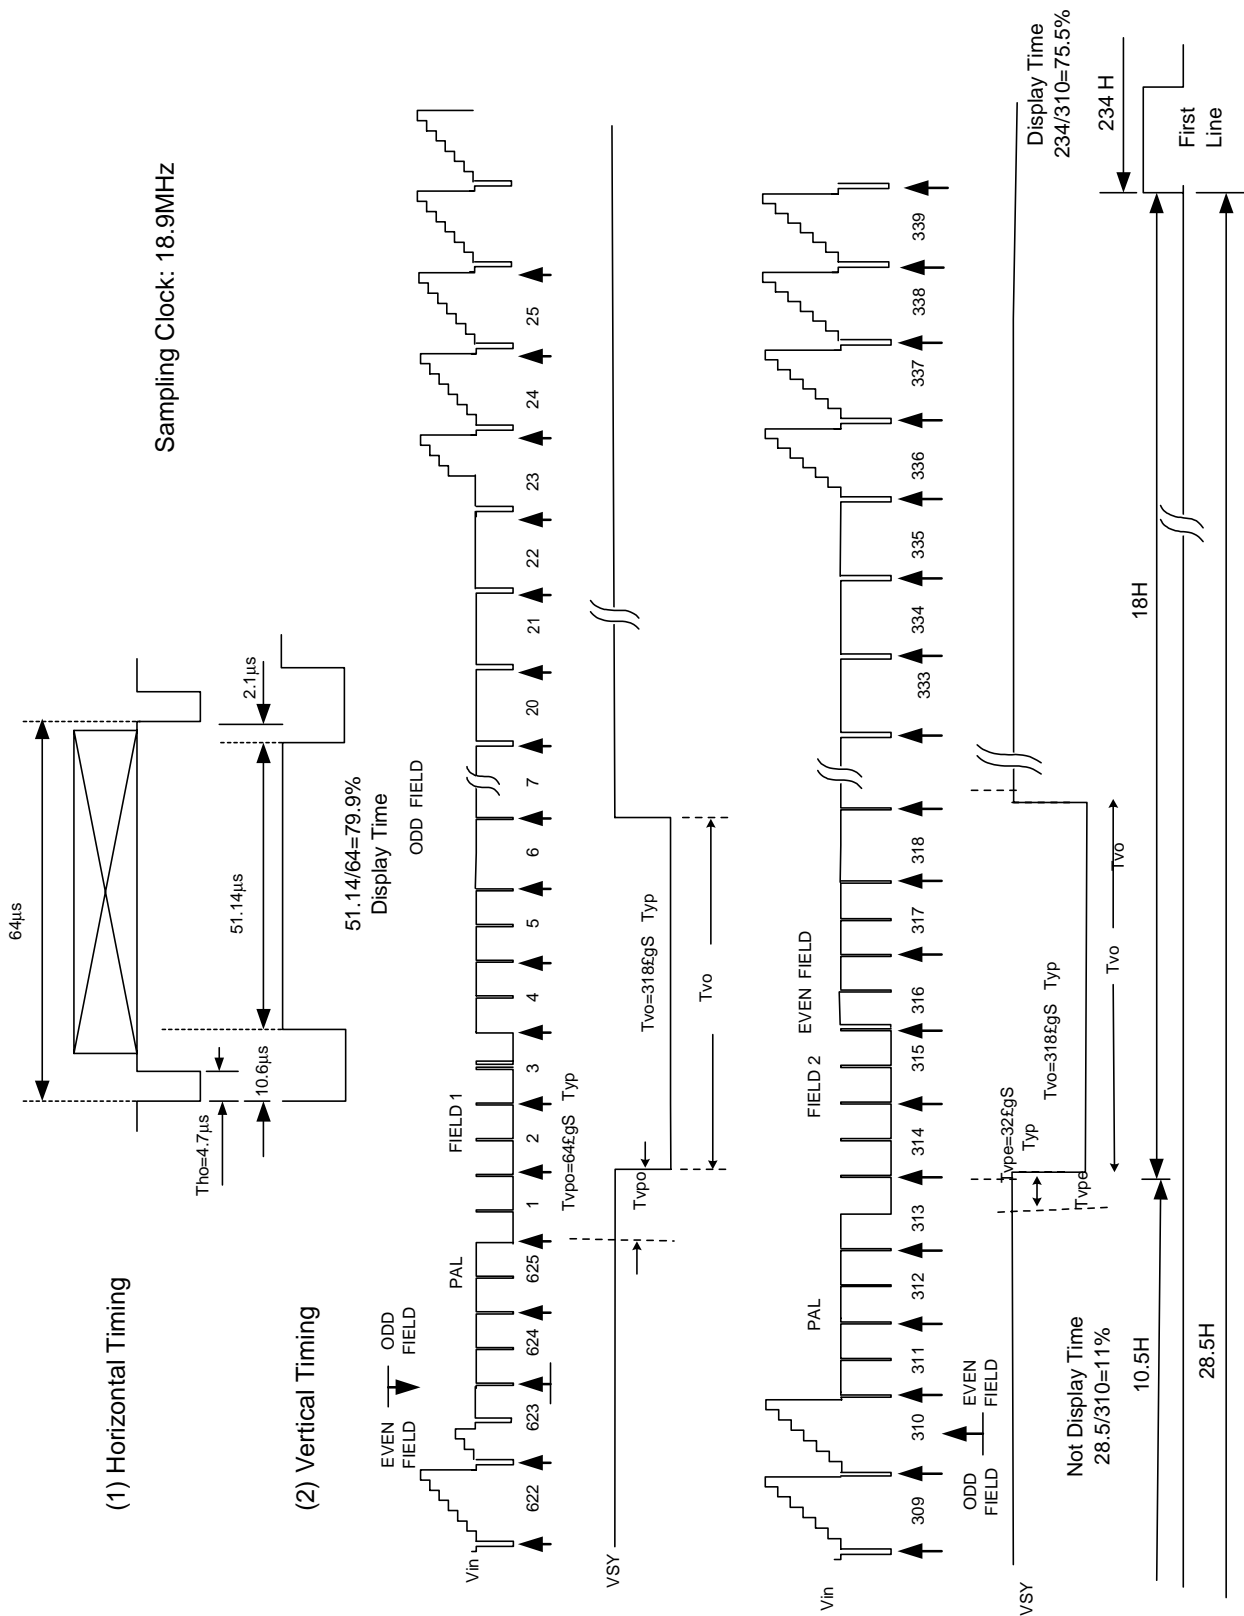 (1) Horizontal Timing
Sampling Clock: 18.9MHz
64μs
Tho=4.7μs
10.6μs
51.14μs
2.1μs
(2) Vertical Timing
51.14/64=79.9%
Display Time
EVEN
FIELD
ODD
FIELD
PAL
FIELD 1
ODD FIELD
Vin
622
623
624
625
1
2
3
4
5
6
7
20
21
22
23
24
25
Tvpo=64£gS Typ
VSY
Tvpo
Tvo=318£gS Typ
Tvo
PAL
FIELD 2
EVEN FIELD
Vin
309
310
311
312
313
314
315
316
317
318
333
334
335
336
337
338
339
ODD
FIELD
EVEN
FIELD
VSY
Tvpe=32£gS
Typ
Tvpe
Tvo=318£gS Typ
Tvo
Tvo
Display Time
234/310=75.5%
Not Display Time
28.5/310=11%
10.5H
18H
234 H
First
Line
28.5H